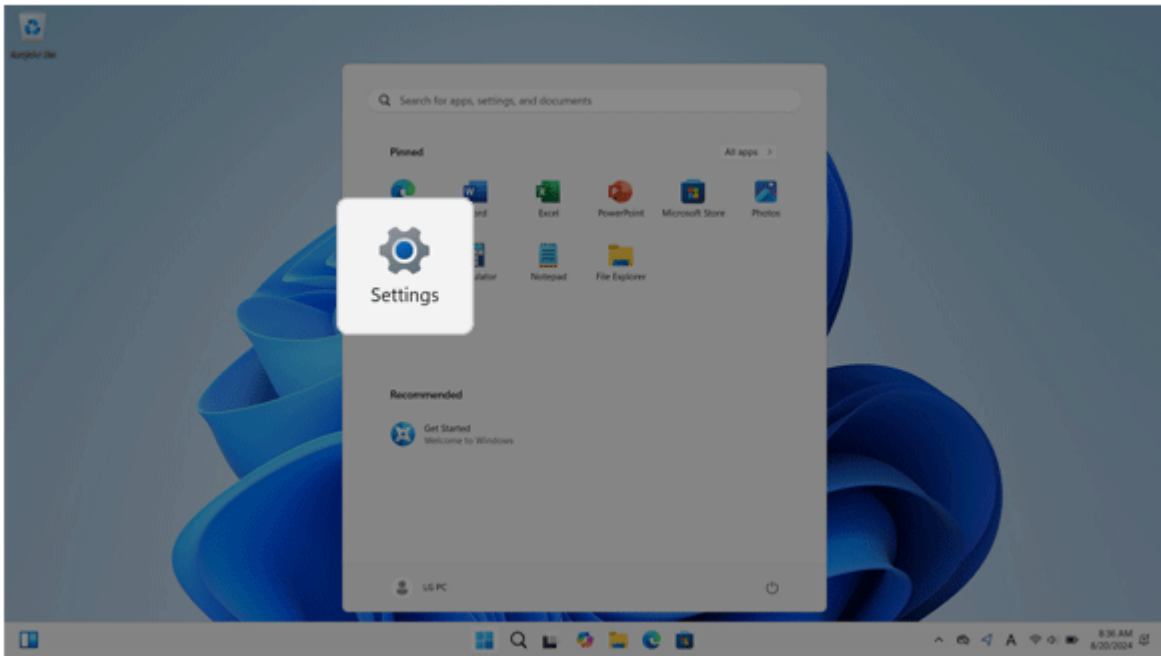 Search for apps, settings, and documents
Pinned
All apps >
Excel
PowerPoint
Microsoft Store
Photos
Settings
Notepad
File Explorer
Recommended
Get Started
Welcome to Windows
LG PC
A
8:36 AM
8/20/2024